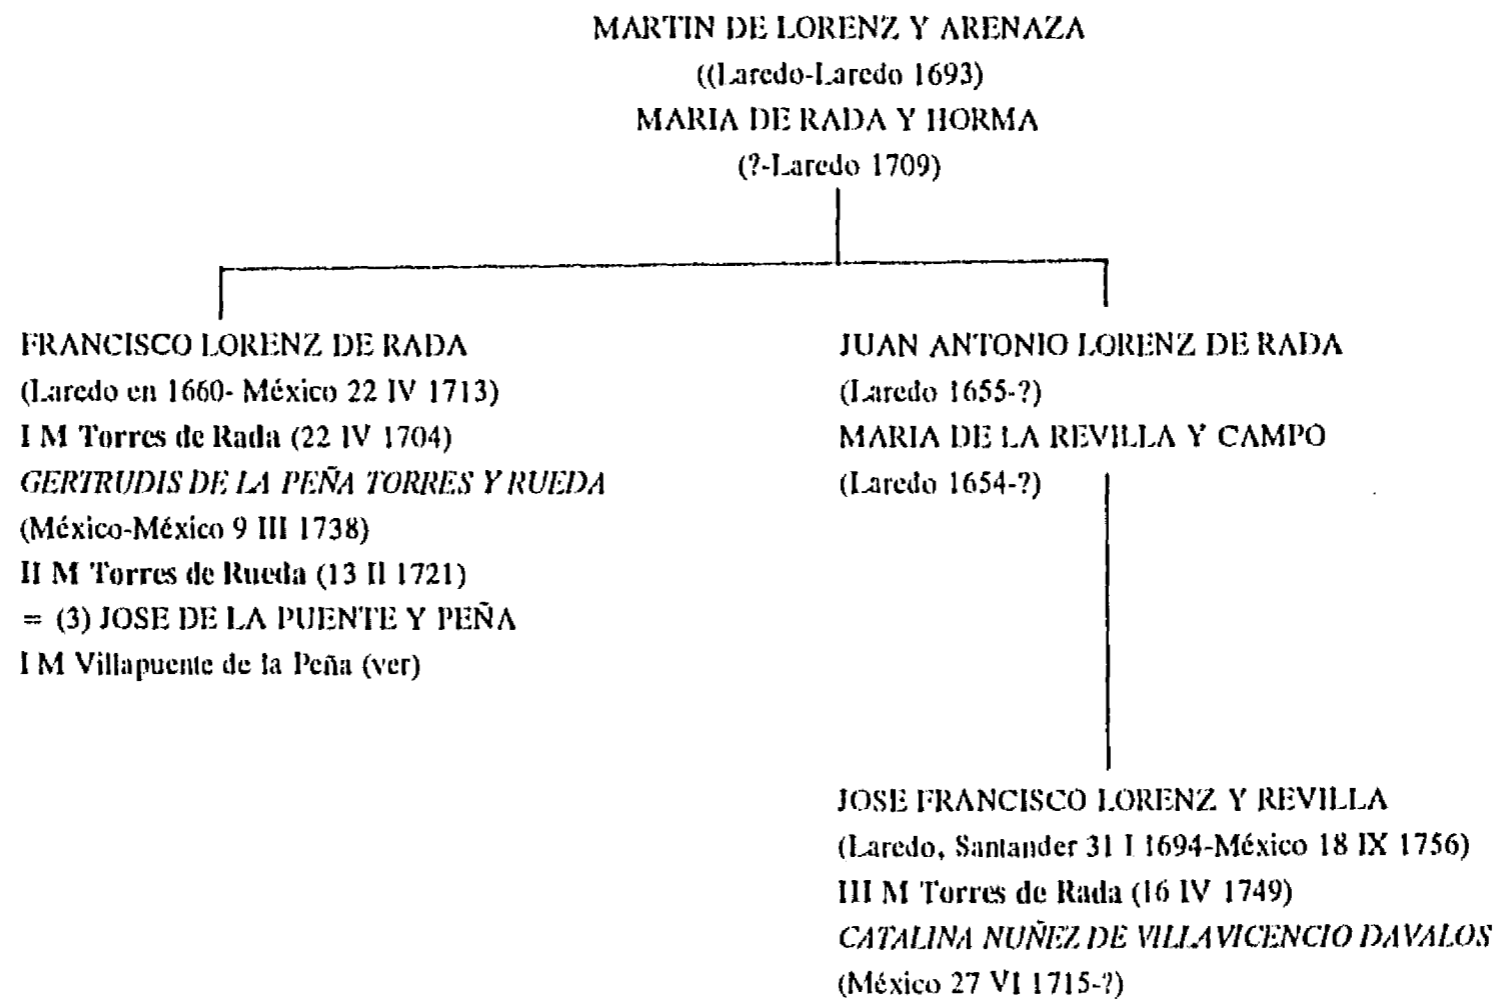 MARTIN DE LORENZ Y ARENAZA
((Laredo-Laredo 1693)
MARIA DE RADA Y HORMA
(?-Laredo 1709)
FRANCISCO LORENZ DE RADA
(Laredo en 1660- México 22 IV 1713)
I M Torres de Rada (22 IV 1704)
GERTRUDIS DE LA PEÑA TORRES Y RUEDA
(México-México 9 III 1738)
II M Torres de Rueda (13 II 1721)
= (3) JOSE DE LA PUENTE Y PEÑA
I M Villapuente de la Peña (ver)
JUAN ANTONIO LORENZ DE RADA
(Laredo 1655-?)
MARIA DE LA REVILLA Y CAMPO
(Laredo 1654-?)
JOSE FRANCISCO LORENZ Y REVILLA
(Laredo, Santander 31 I 1694-México 18 IX 1756)
III M Torres de Rada (16 IV 1749)
CATALINA NUÑEZ DE VILLAVICENCIO DAVALOS
(México 27 VI 1715-?)